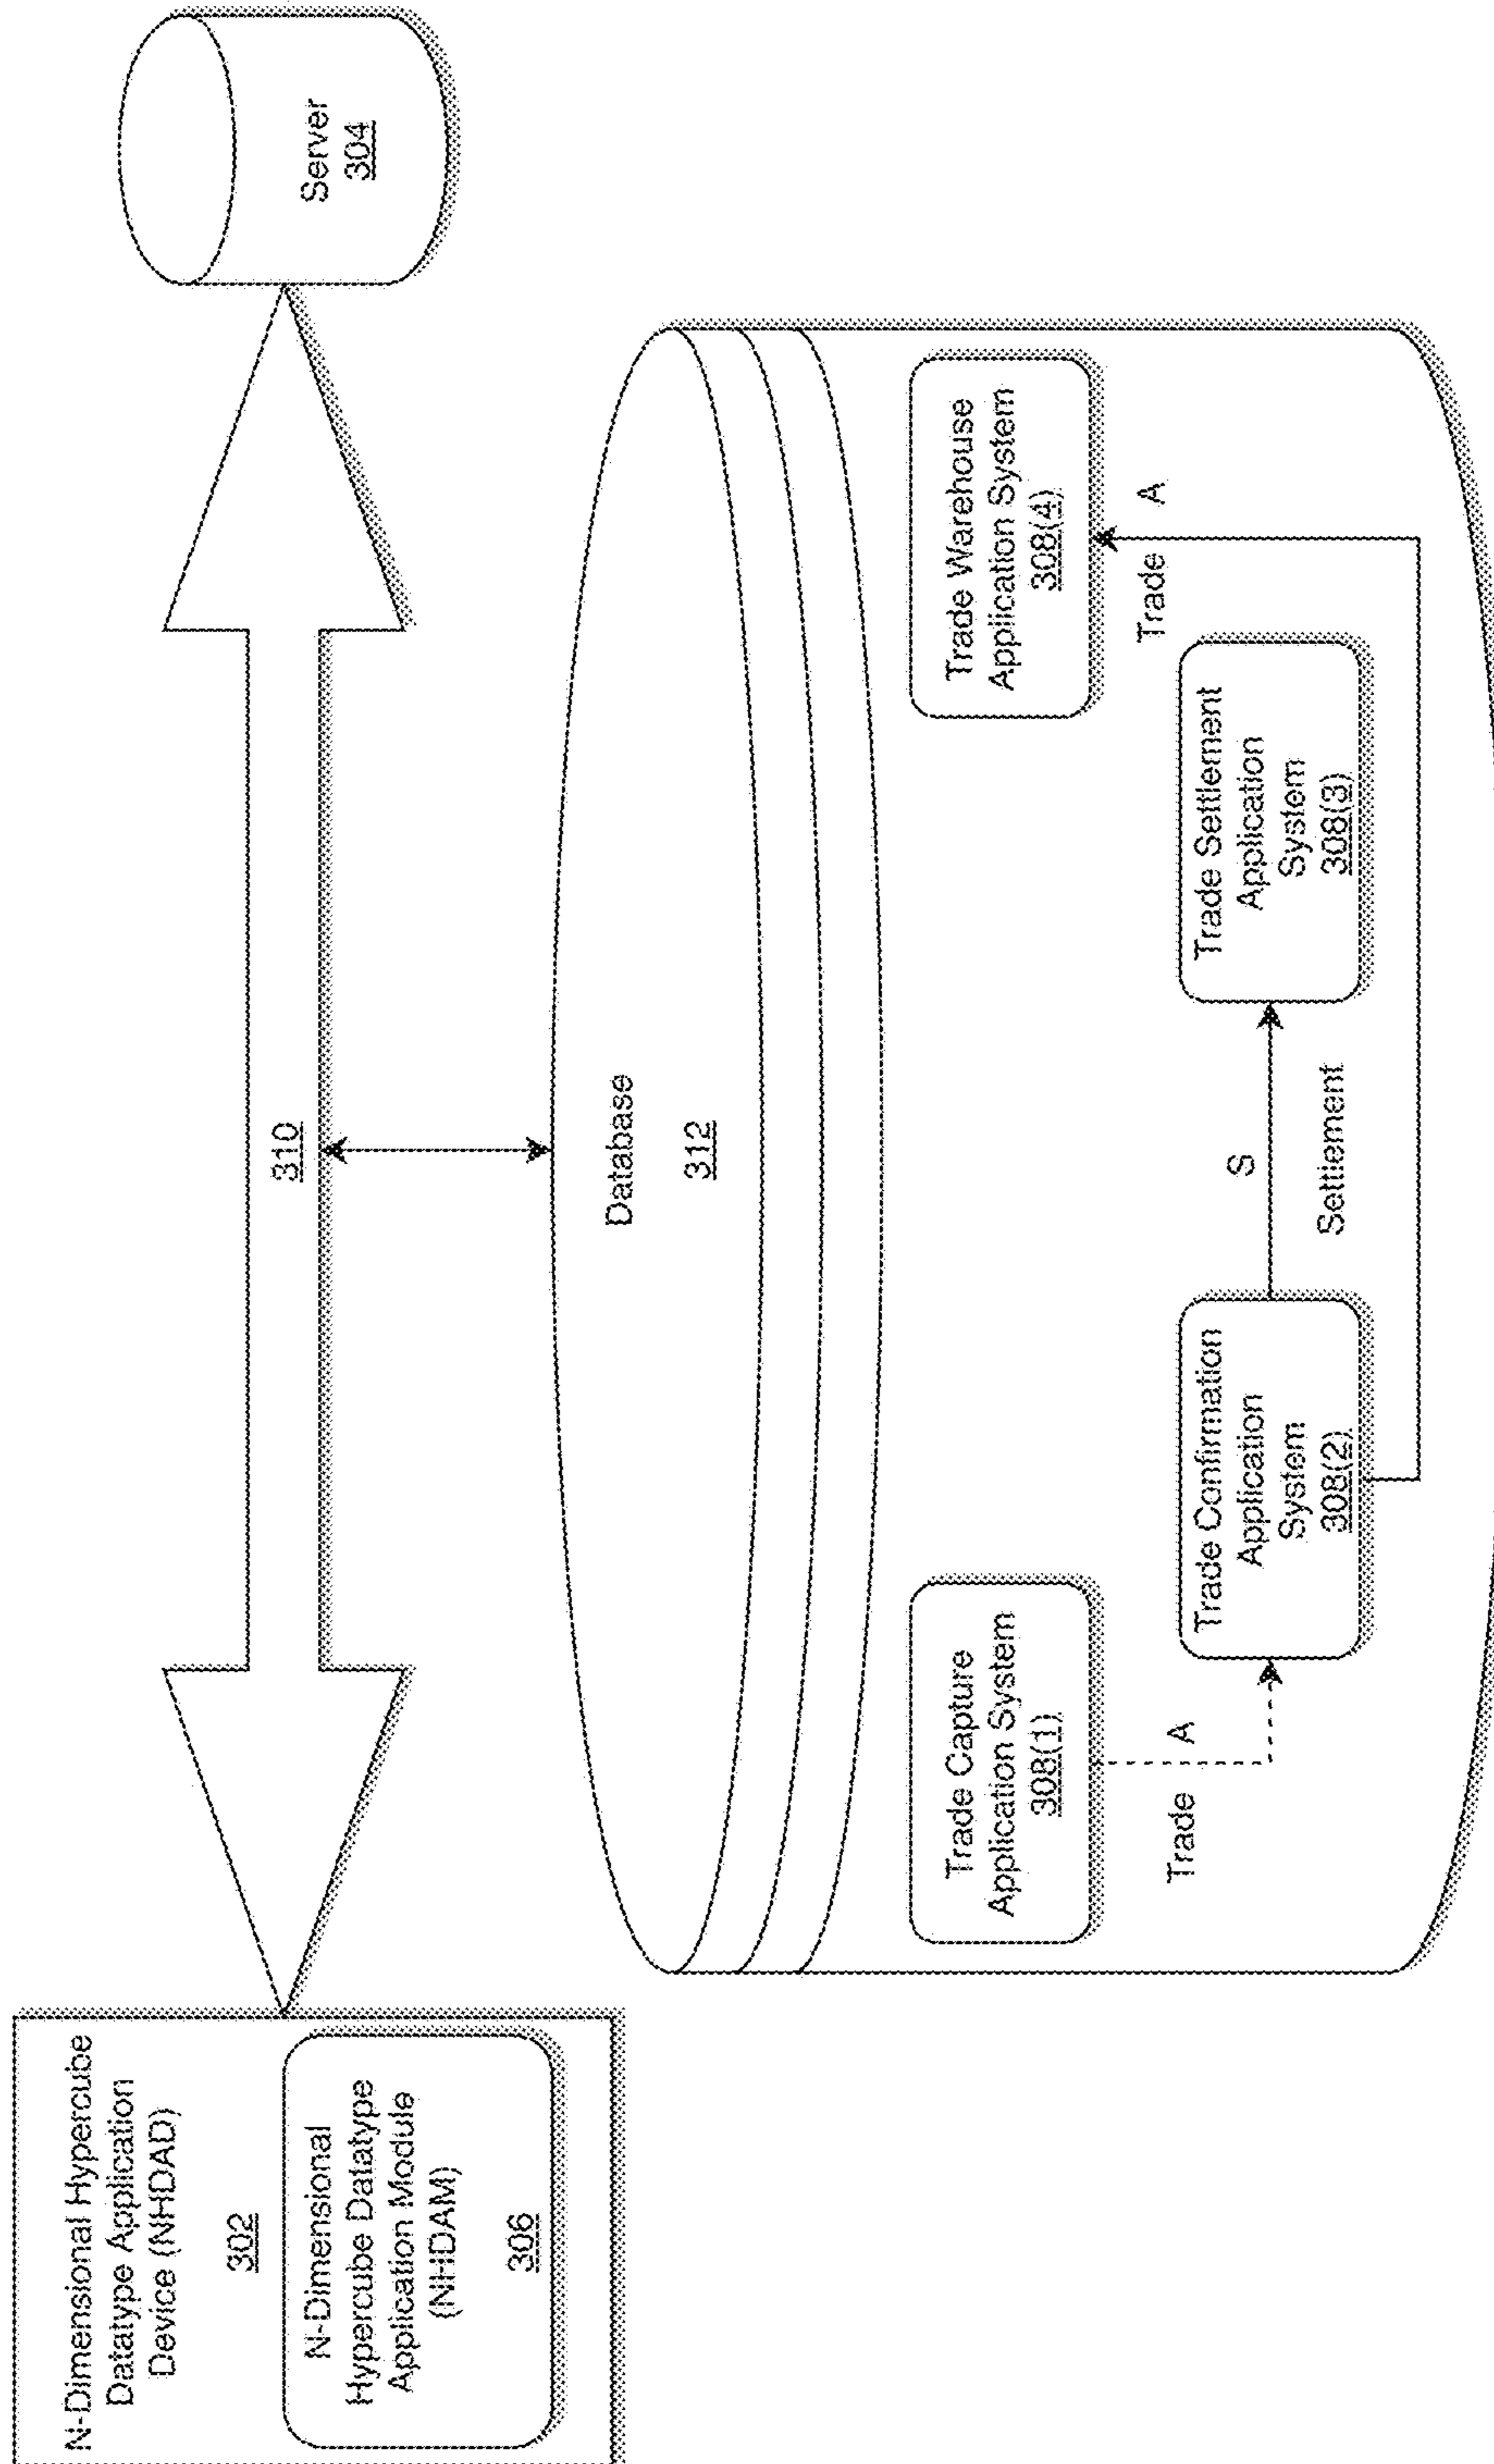 N-Dimensional Hypercube
Datatype Application
Device (NHDAD)
302
N-Dimensional
Hypercube Datatype
Application Module
(NHDAM)
306
310
Server
304
Database
312
Trade Capture
Application System
308(1)
Trade
A
Trade Confirmation
Application
System
308(2)
S
Settlement
Trade Settlement
Application
System
308(3)
Trade Warehouse
Application System
308(4)
Trade
A